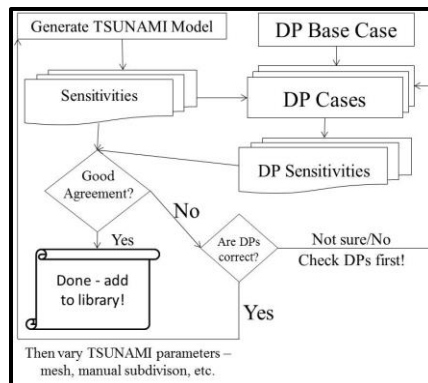 Generate TSUNAMI Model
DP Base Case
Sensitivities
DP Cases
DP Sensitivities
Good
Agreement?
No
Yes
Are DPs
correct?
Not sure/No
Check DPs first!
Done - add
to library!
Yes
Then vary TSUNAMI parameters –
mesh, manual subdivison, etc.